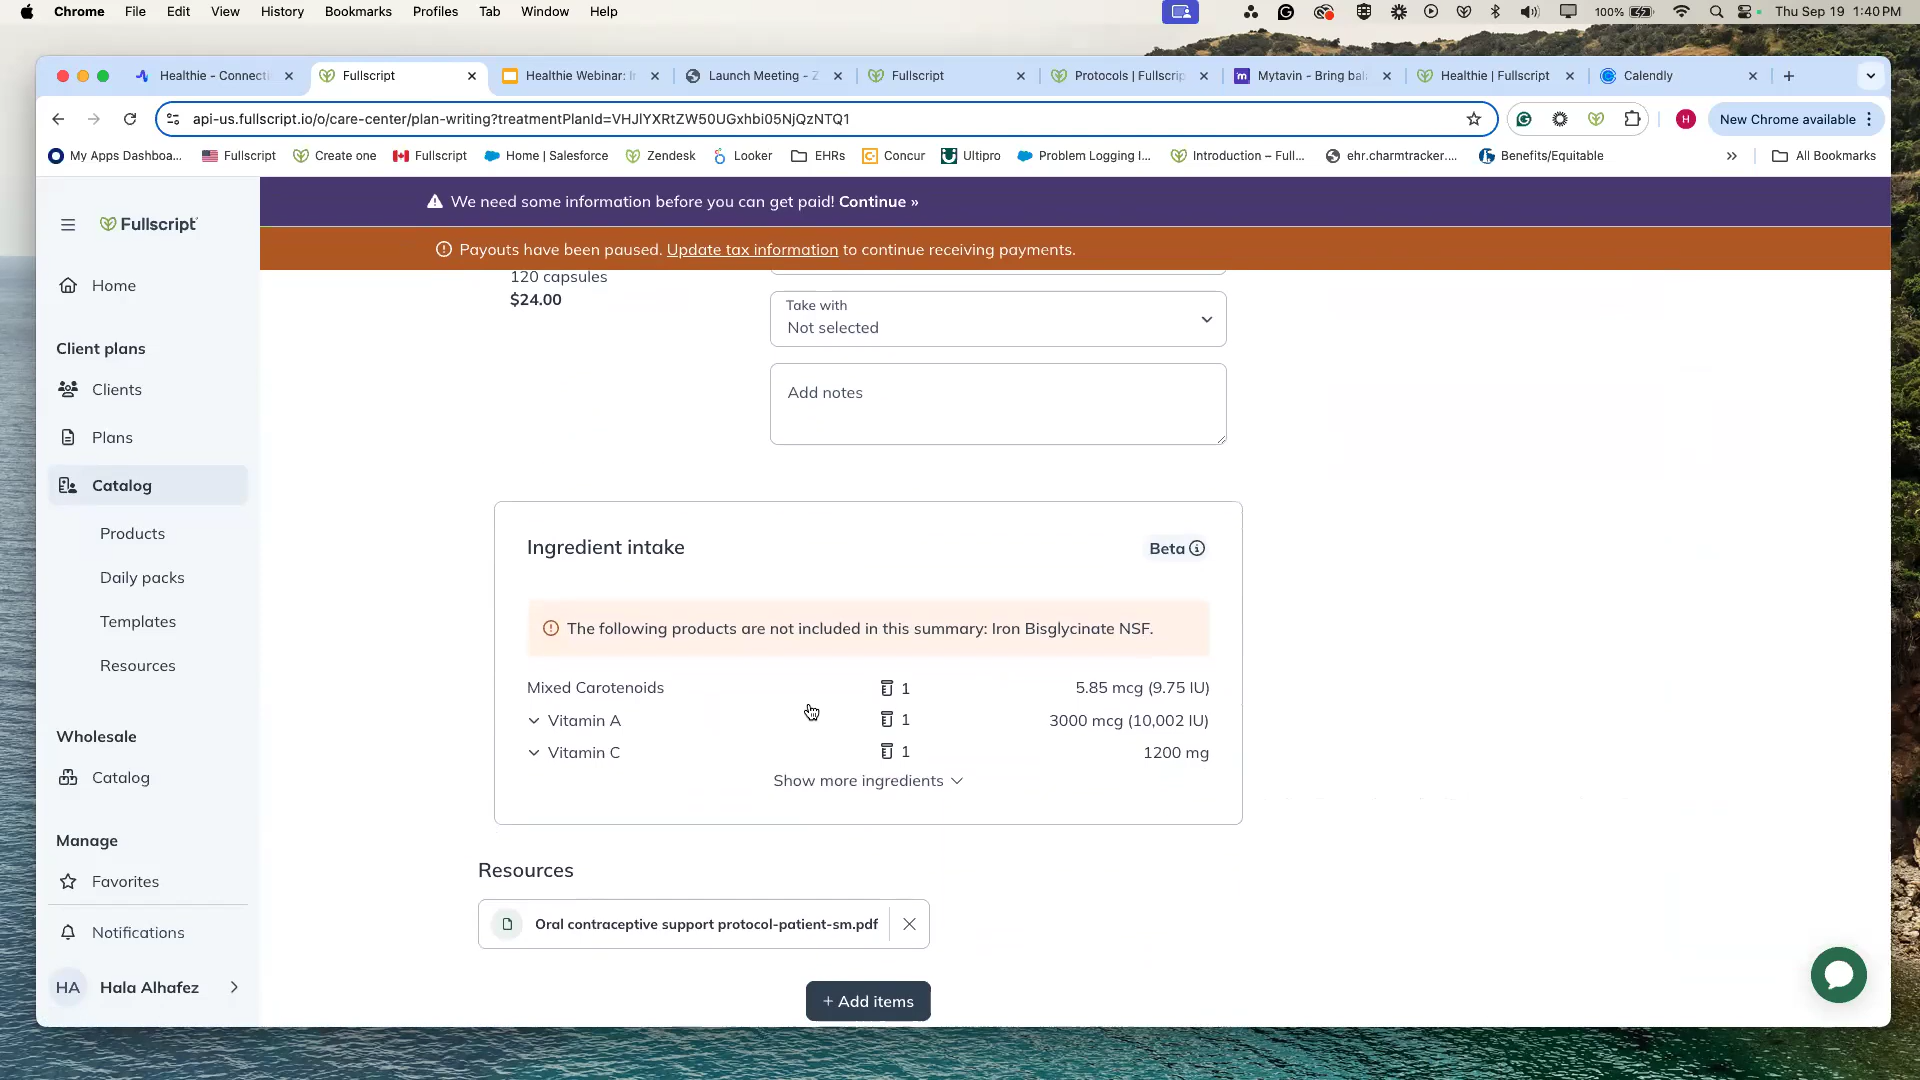 Chrome File Edit View History Bookmarks Profiles Tab Window Help
100% Thu Sep 19 1:40 PM
Healthie - Connecti
Fullscript
Healthie Webinar: I
Launch Meeting - Z
Fullscript
Protocols | Fullscrip
Mytavin - Bring bal
Healthie | Fullscript
Calendly
api-us.fullscript.io/o/care-center/plan-writing?treatmentPlanId=VHJlYXRtZW50UGxhbi05NjQzNTQ1
H
New Chrome available
My Apps Dashboa...
Fullscript
Create one
Fullscript
Home | Salesforce
Zendesk
Looker
EHRs
Concur
Ultipro
Problem Logging I...
Introduction – Full...
ehr.charmtracker....
Benefits/Equitable
»
All Bookmarks
Fullscript
Home
Client plans
Clients
Plans
Catalog
Products
Daily packs
Templates
Resources
Wholesale
Catalog
Manage
Favorites
Notifications
HA Hala Alhafez
We need some information before you can get paid! Continue »
Payouts have been paused. Update tax information to continue receiving payments.
120 capsules
$24.00
Take with
Not selected
Add notes
Ingredient intake
Beta
The following products are not included in this summary: Iron Bisglycinate NSF.
Mixed Carotenoids 1 5.85 mcg (9.75 IU)
Vitamin A 1 3000 mcg (10,002 IU)
Vitamin C 1 1200 mg
Show more ingredients
Resources
Oral contraceptive support protocol-patient-sm.pdf
+ Add items